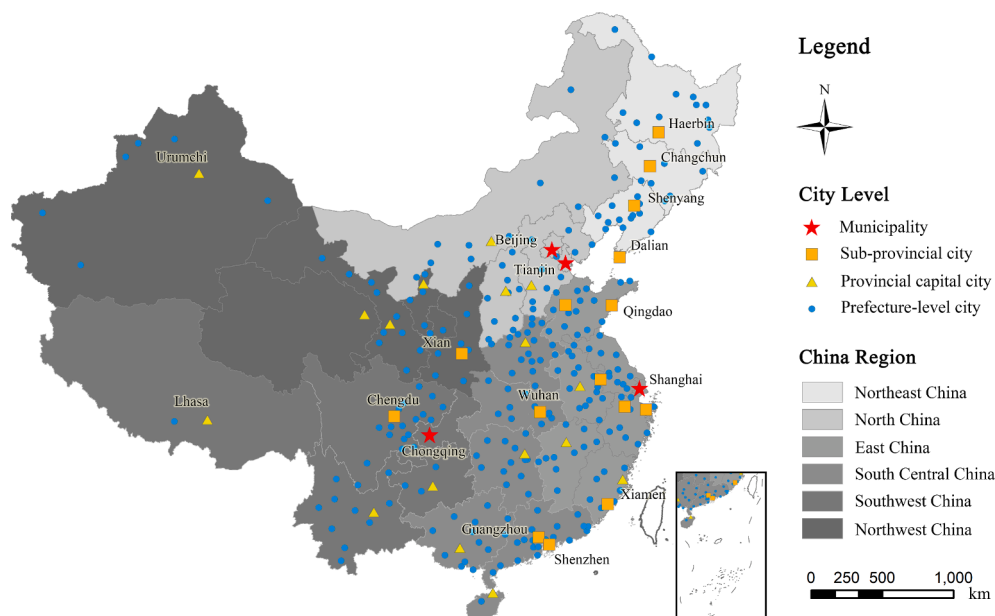 Legend
N
Haerbin
Changchun
Urumchi
City Level
Shenyang
Municipality
Beijing
Dalian
Sub-provincial city
Tianjin
Provincial capital city
Qingdao
Prefecture-level city
Xian
China Region
Shanghai
Northeast China
Lhasa
Chengdu
Wuhan
North China
Chongqing
East China
South Central China
Xiamen
Southwest China
Guangzhou
Northwest China
Shenzhen
0 250 500 1,000
km